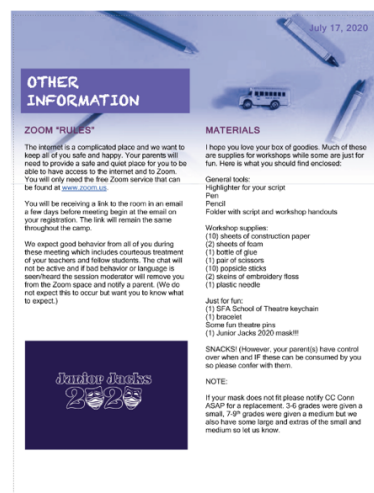 July 17, 2020
OTHER
INFORMATION
ZOOM "RULES"
The internet is a complicated place and we want to
keep all of you safe and happy. Your parents will
need to provide a safe and quiet place for you to be
able to have access to the internet and to Zoom.
You will only need the free Zoom service that can
be found at www.zoom.us.
You will be receiving a link to the room in an email
a few days before meeting begin at the email on
your registration. The link will remain the same
throughout the camp.
We expect good behavior from all of you during
these meeting which includes courteous treatment
of your teachers and fellow students. The chat will
not be active and if bad behavior or language is
seen/heard the session moderator will remove you
from the Zoom space and notify a parent. (We do
not expect this to occur but want you to know what
to expect.)
Junior Jacks
2020
MATERIALS
I hope you love your box of goodies. Much of these
are supplies for workshops while some are just for
fun. Here is what you should find enclosed:
General tools:
Highlighter for your script
Pen
Pencil
Folder with script and workshop handouts
Workshop supplies:
(10) sheets of construction paper
(2) sheets of foam
(1) bottle of glue
(1) pair of scissors
(10) popsicle sticks
(2) skeins of embroidery floss
(1) plastic needle
Just for fun:
(1) SFA School of Theatre keychain
(1) bracelet
Some fun theatre pins
(1) Junior Jacks 2020 mask!!!
SNACKS! (However, your parent(s) have control
over when and IF these can be consumed by you
so please confer with them.
NOTE:
If your mask does not fit please notify CC Conn
ASAP for a replacement. 3-6 grades were given a
small, 7-9th grades were given a medium but we
also have some large and extras of the small and
medium so let us know.